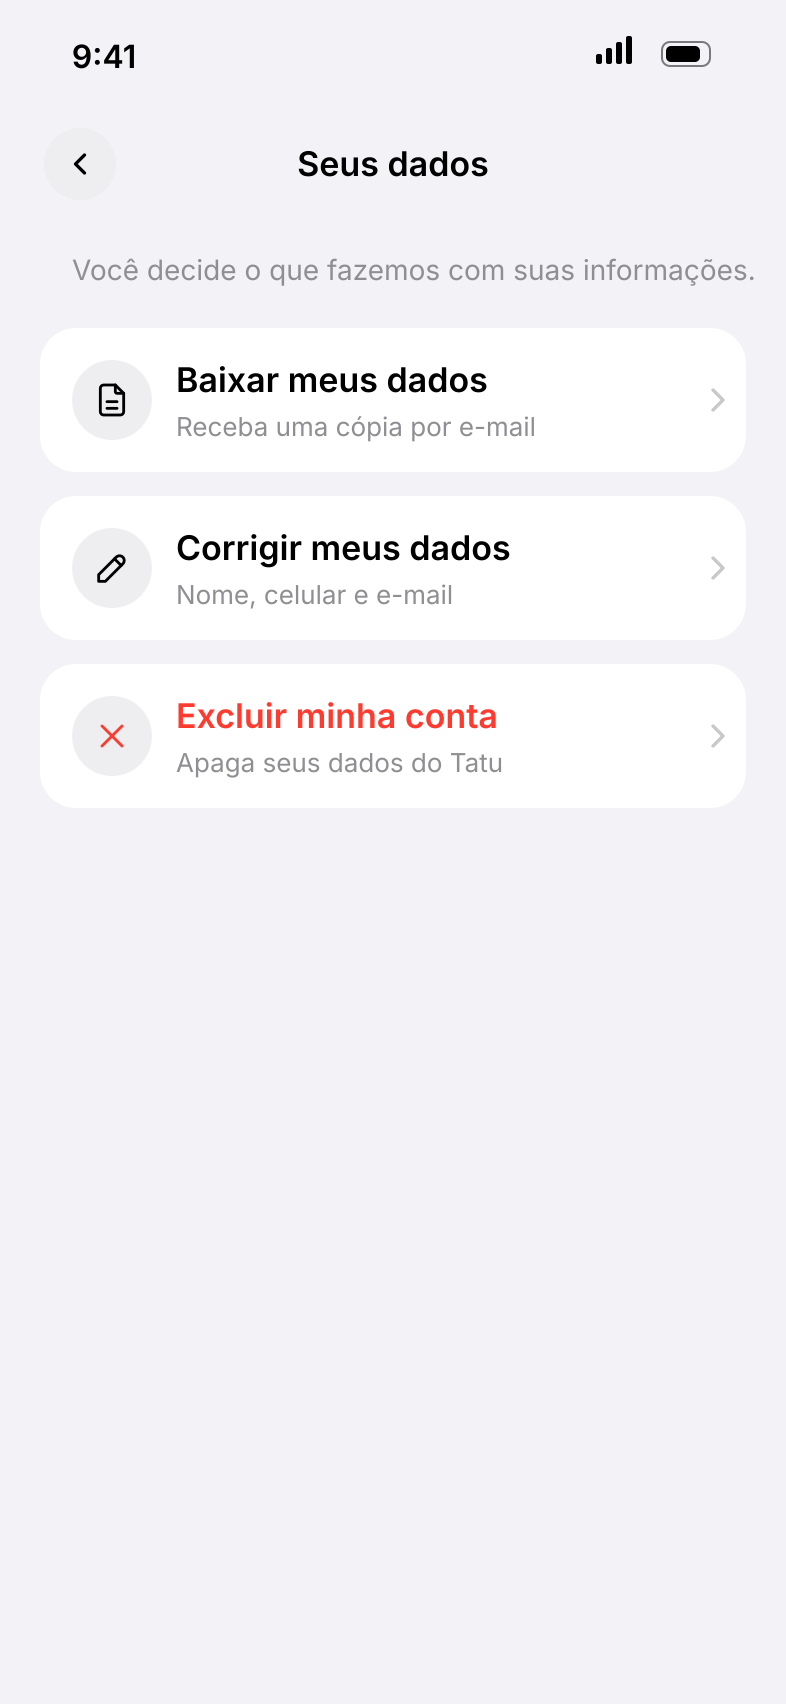 9:41
Seus dados
Você decide o que fazemos com suas informações.
Baixar meus dados
Receba uma cópia por e-mail
Corrigir meus dados
Nome, celular e e-mail
Excluir minha conta
Apaga seus dados do Tatu